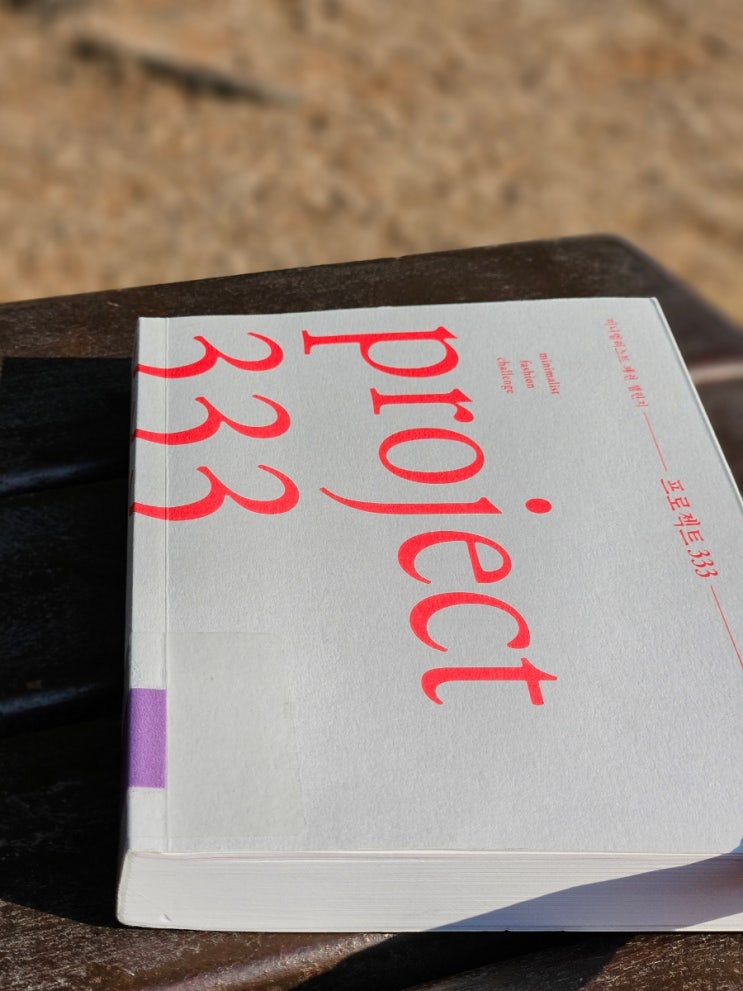 미니멀리스트 패션 챌린지
프로젝트 333
minimalist
fashion
challenge
project
333